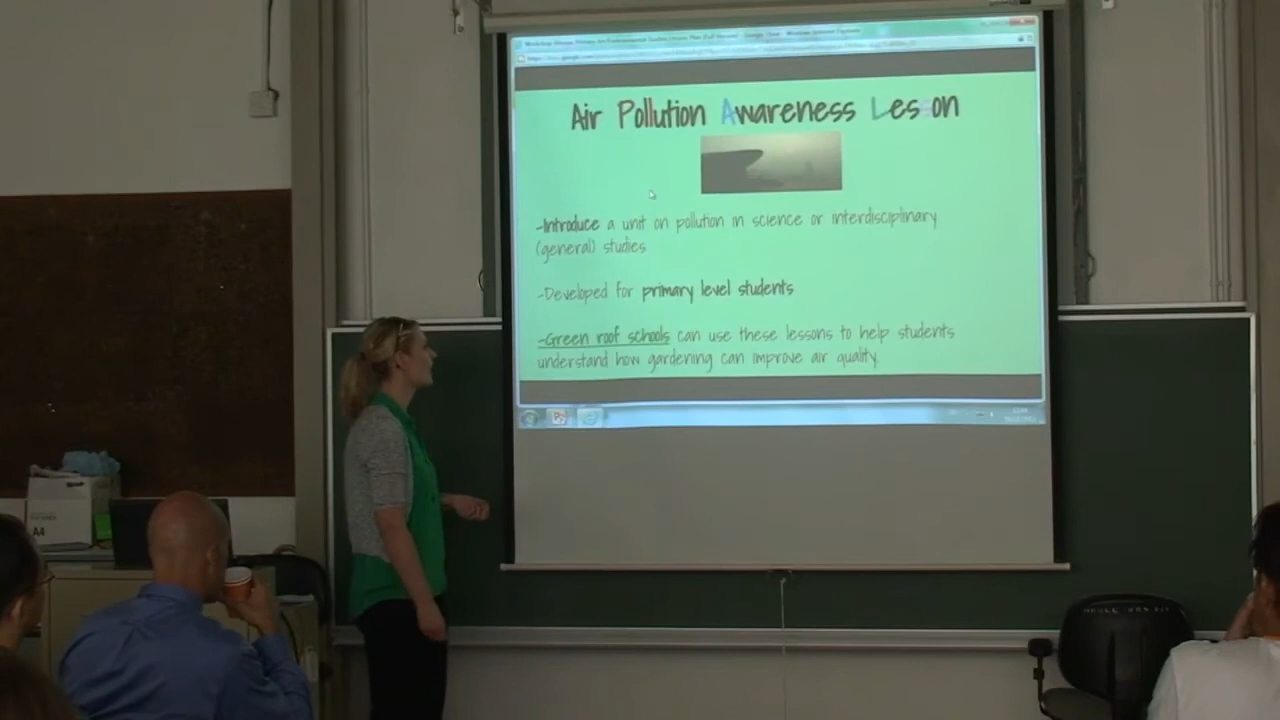 Air Pollution Awareness Lesson
-Introduce a unit on pollution in science or interdisciplinary
(general) studies
-Developed for primary level students
-Green roof schools can use these lessons to help students
understand how gardening can improve air quality.
A4